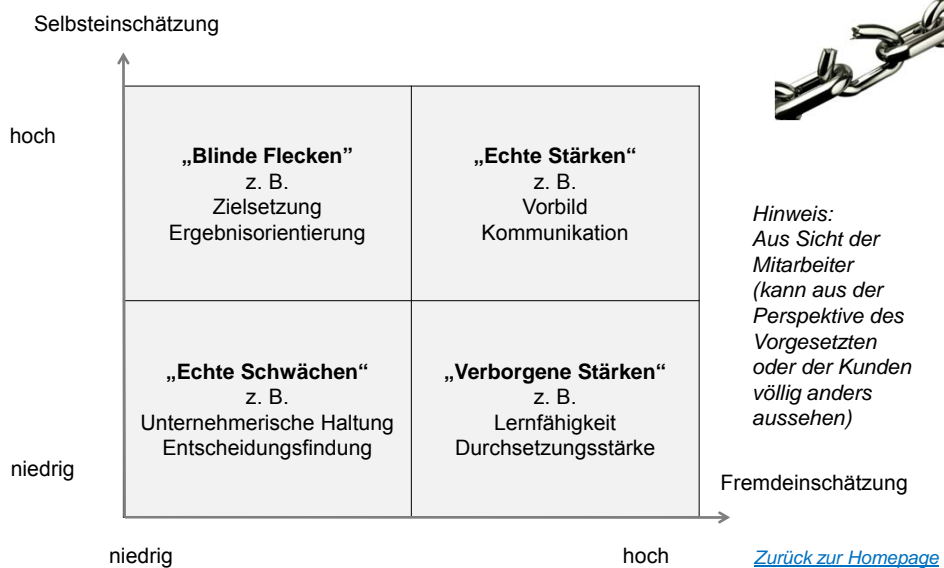 Selbsteinschätzung
hoch
„Blinde Flecken”
z. B.
Zielsetzung
Ergebnisorientierung
„Echte Stärken“
z. B.
Vorbild
Kommunikation
Hinweis:
Aus Sicht der
Mitarbeiter
(kann aus der
Perspektive des
Vorgesetzten
oder der Kunden
völlig anders
aussehen)
„Echte Schwächen“
z. B.
Unternehmerische Haltung
Entscheidungsfindung
„Verborgene Stärken“
z. B.
Lernfähigkeit
Durchsetzungsstärke
niedrig
Fremdeinschätzung
niedrig
hoch
Zurück zur Homepage